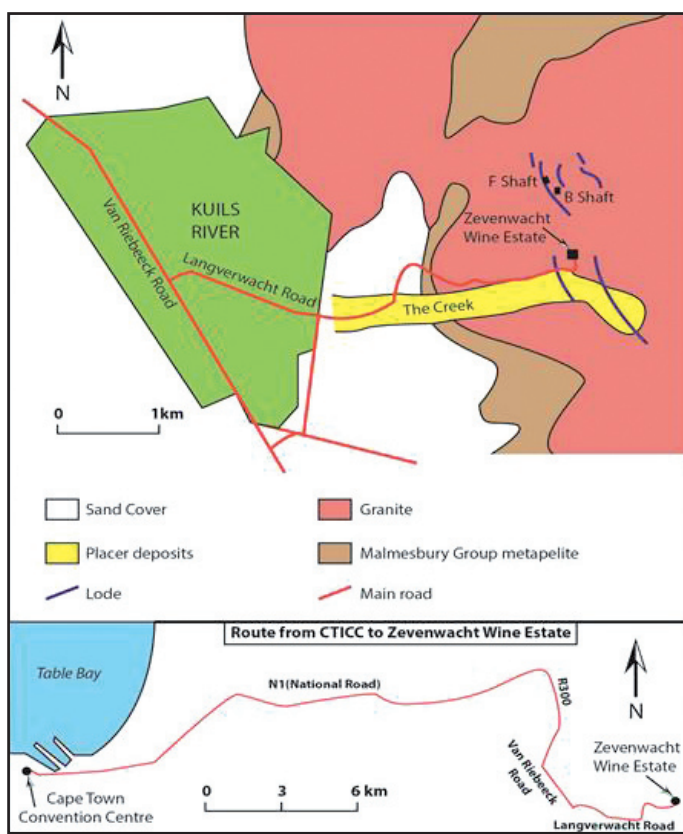 N
KUILS
RIVER
Van Riebeeck Road
Langverwacht Road
F Shaft
B Shaft
Zevenwacht
Wine Estate
The Creek
0 1km
Sand Cover
Granite
Placer deposits
Malmesbury Group metapelite
Lode
Main road
Route from CTICC to Zevenwacht Wine Estate
Table Bay
N1(National Road)
R300
N
Van Riebeeck
Road
Zevenwacht
Wine Estate
Cape Town
Convention Centre
0 3 6 km
Langverwacht Road